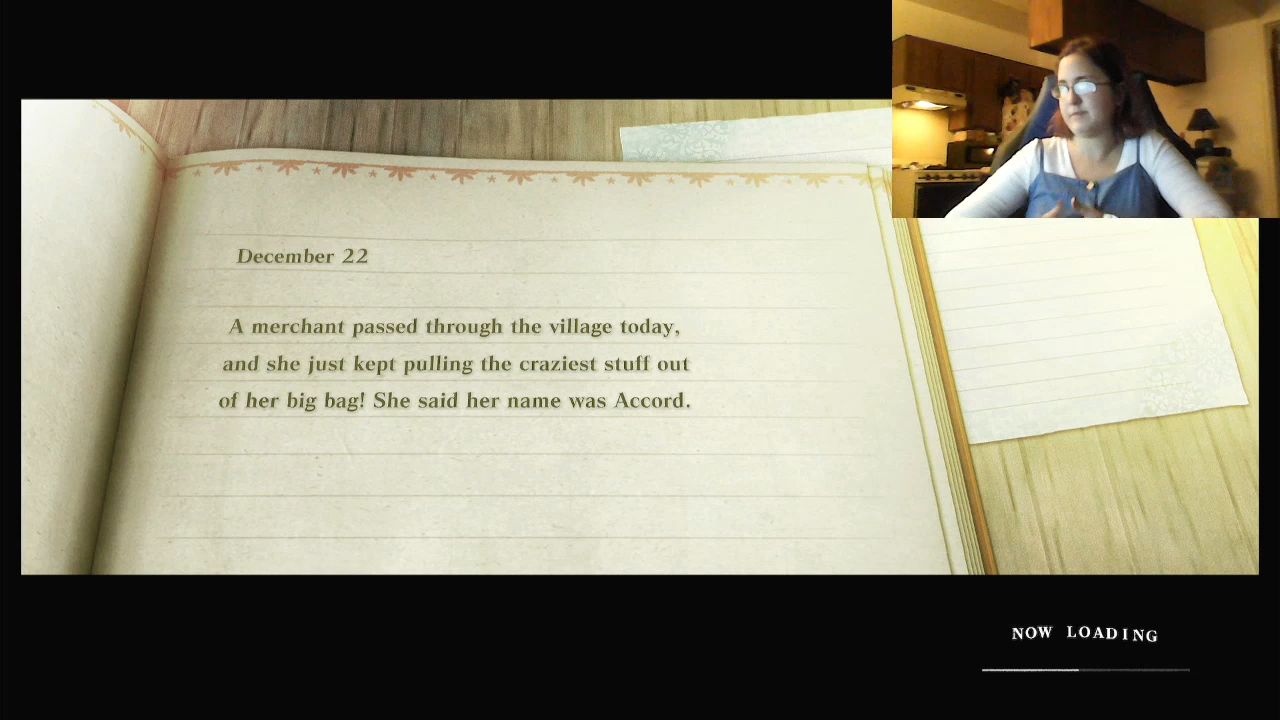 December 22
A merchant passed through the village today,
and she just kept pulling the craziest stuff out
of her big bag! She said her name was Accord.
NOW LOADING